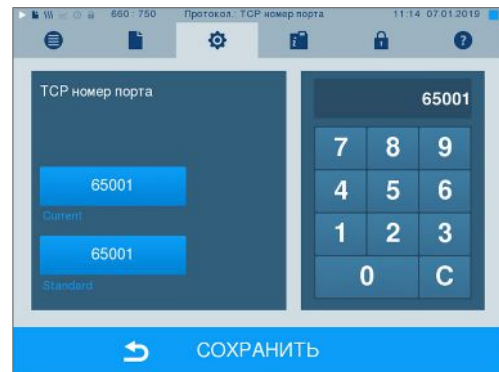 660 : 750 Протокол.: TCP номер порта 11:14 07.01.2019
TCP номер порта
65001
Current
65001
Standard
65001
7 8 9
4 5 6
1 2 3
0 C
СОХРАНИТЬ